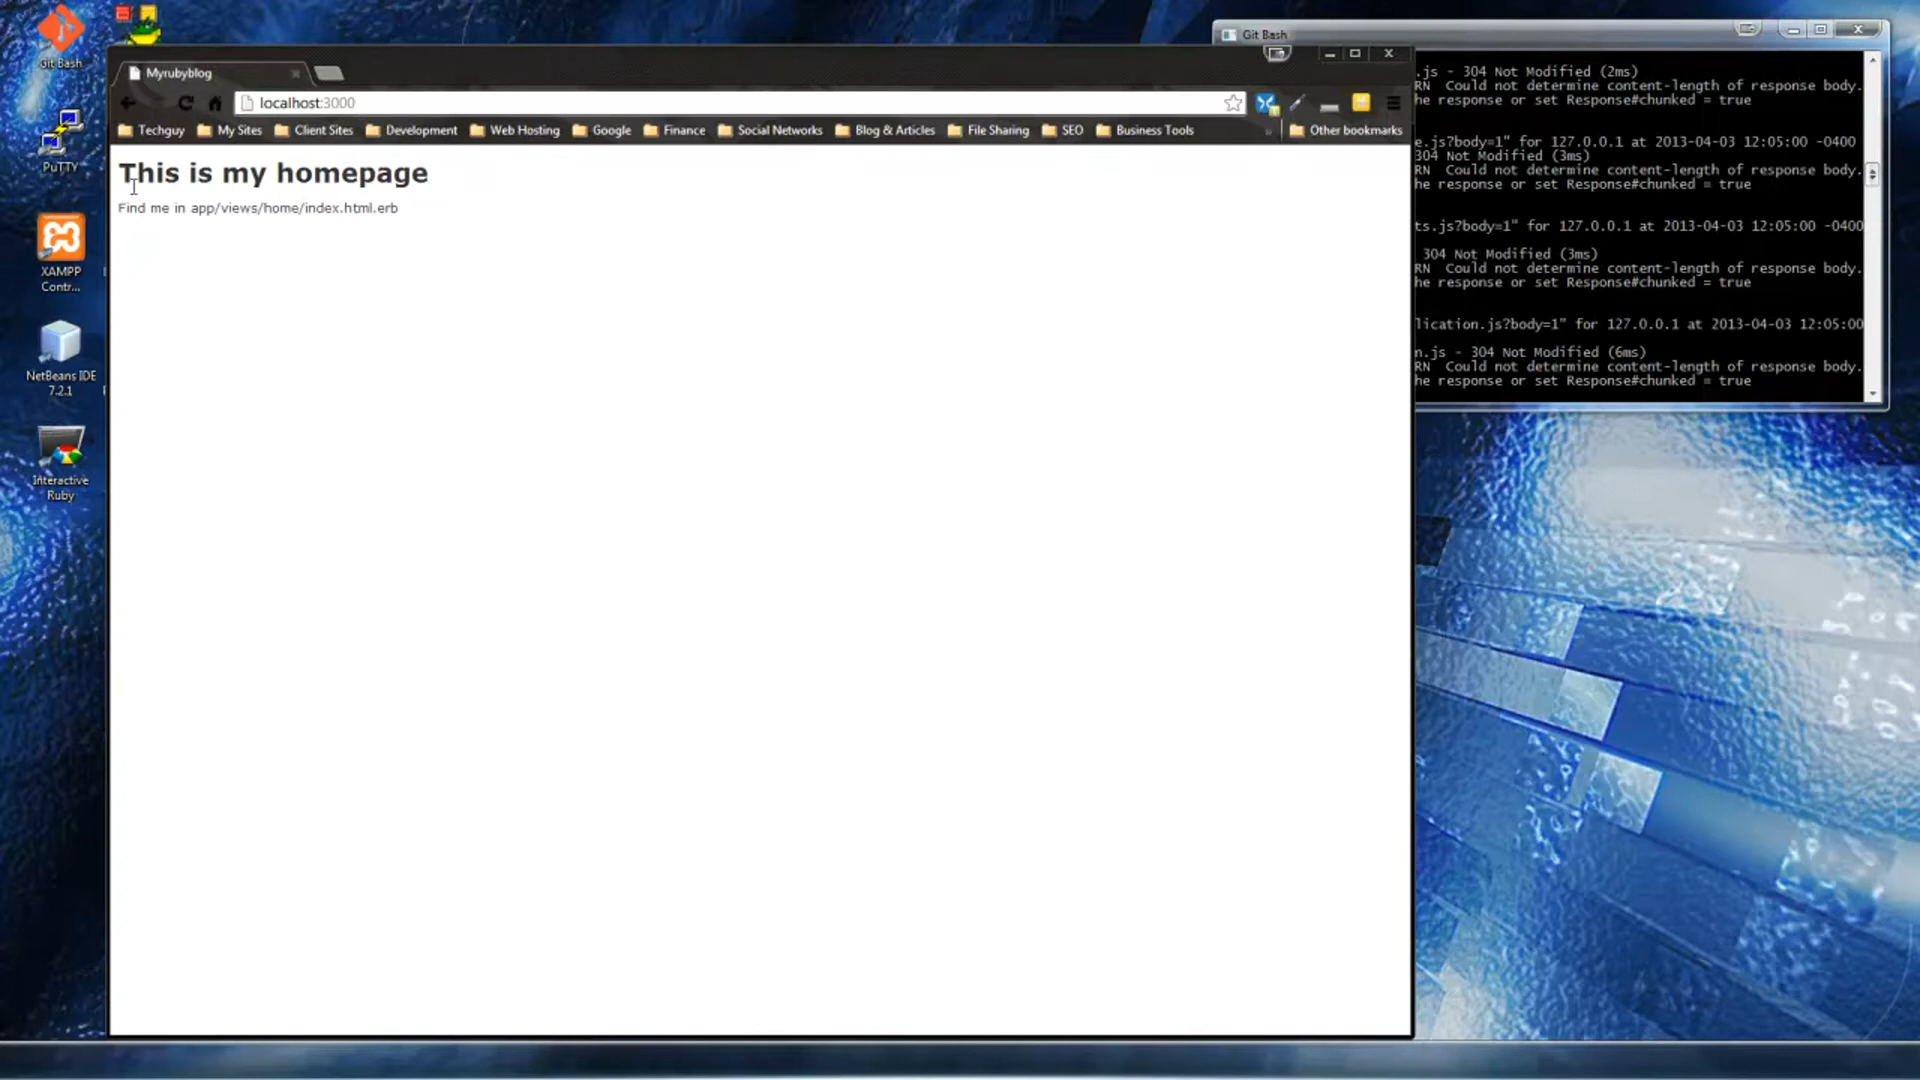 Git Bash
PuTTY
XAMPP
Contr...
NetBeans IDE
7.2.1
Interactive
Ruby
Myrubyblog
localhost:3000
Techguy
My Sites
Client Sites
Development
Web Hosting
Google
Finance
Social Networks
Blog & Articles
File Sharing
SEO
Business Tools
»
Other bookmarks
This is my homepage
Find me in app/views/home/index.html.erb
Git Bash
.js - 304 Not Modified (2ms)
RN  Could not determine content-length of response body.
he response or set Response#chunked = true
e.js?body=1" for 127.0.0.1 at 2013-04-03 12:05:00 -0400
304 Not Modified (3ms)
RN  Could not determine content-length of response body.
he response or set Response#chunked = true
ts.js?body=1" for 127.0.0.1 at 2013-04-03 12:05:00 -0400
304 Not Modified (3ms)
RN  Could not determine content-length of response body.
he response or set Response#chunked = true
lication.js?body=1" for 127.0.0.1 at 2013-04-03 12:05:00
n.js - 304 Not Modified (6ms)
RN  Could not determine content-length of response body.
he response or set Response#chunked = true